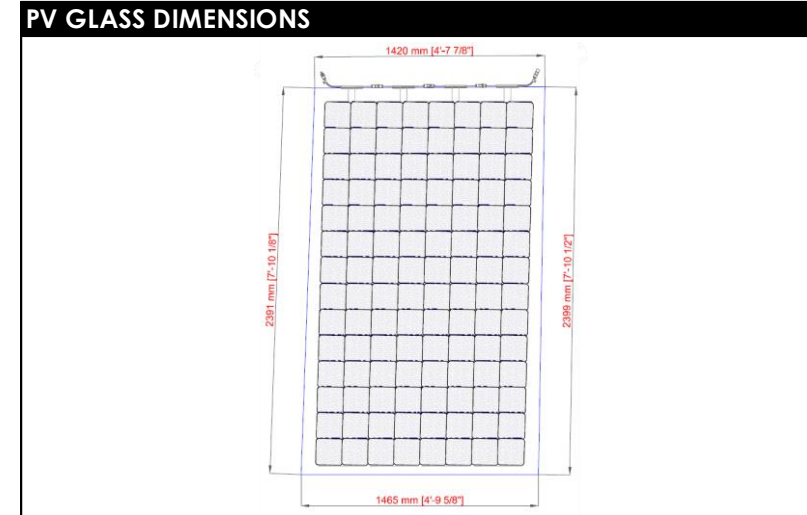 PV GLASS DIMENSIONS
1420 mm [4'-7 7/8"]
2391 mm [7'-10 1/8"]
2399 mm [7'-10 1/2"]
1465 mm [4'-9 5/8"]